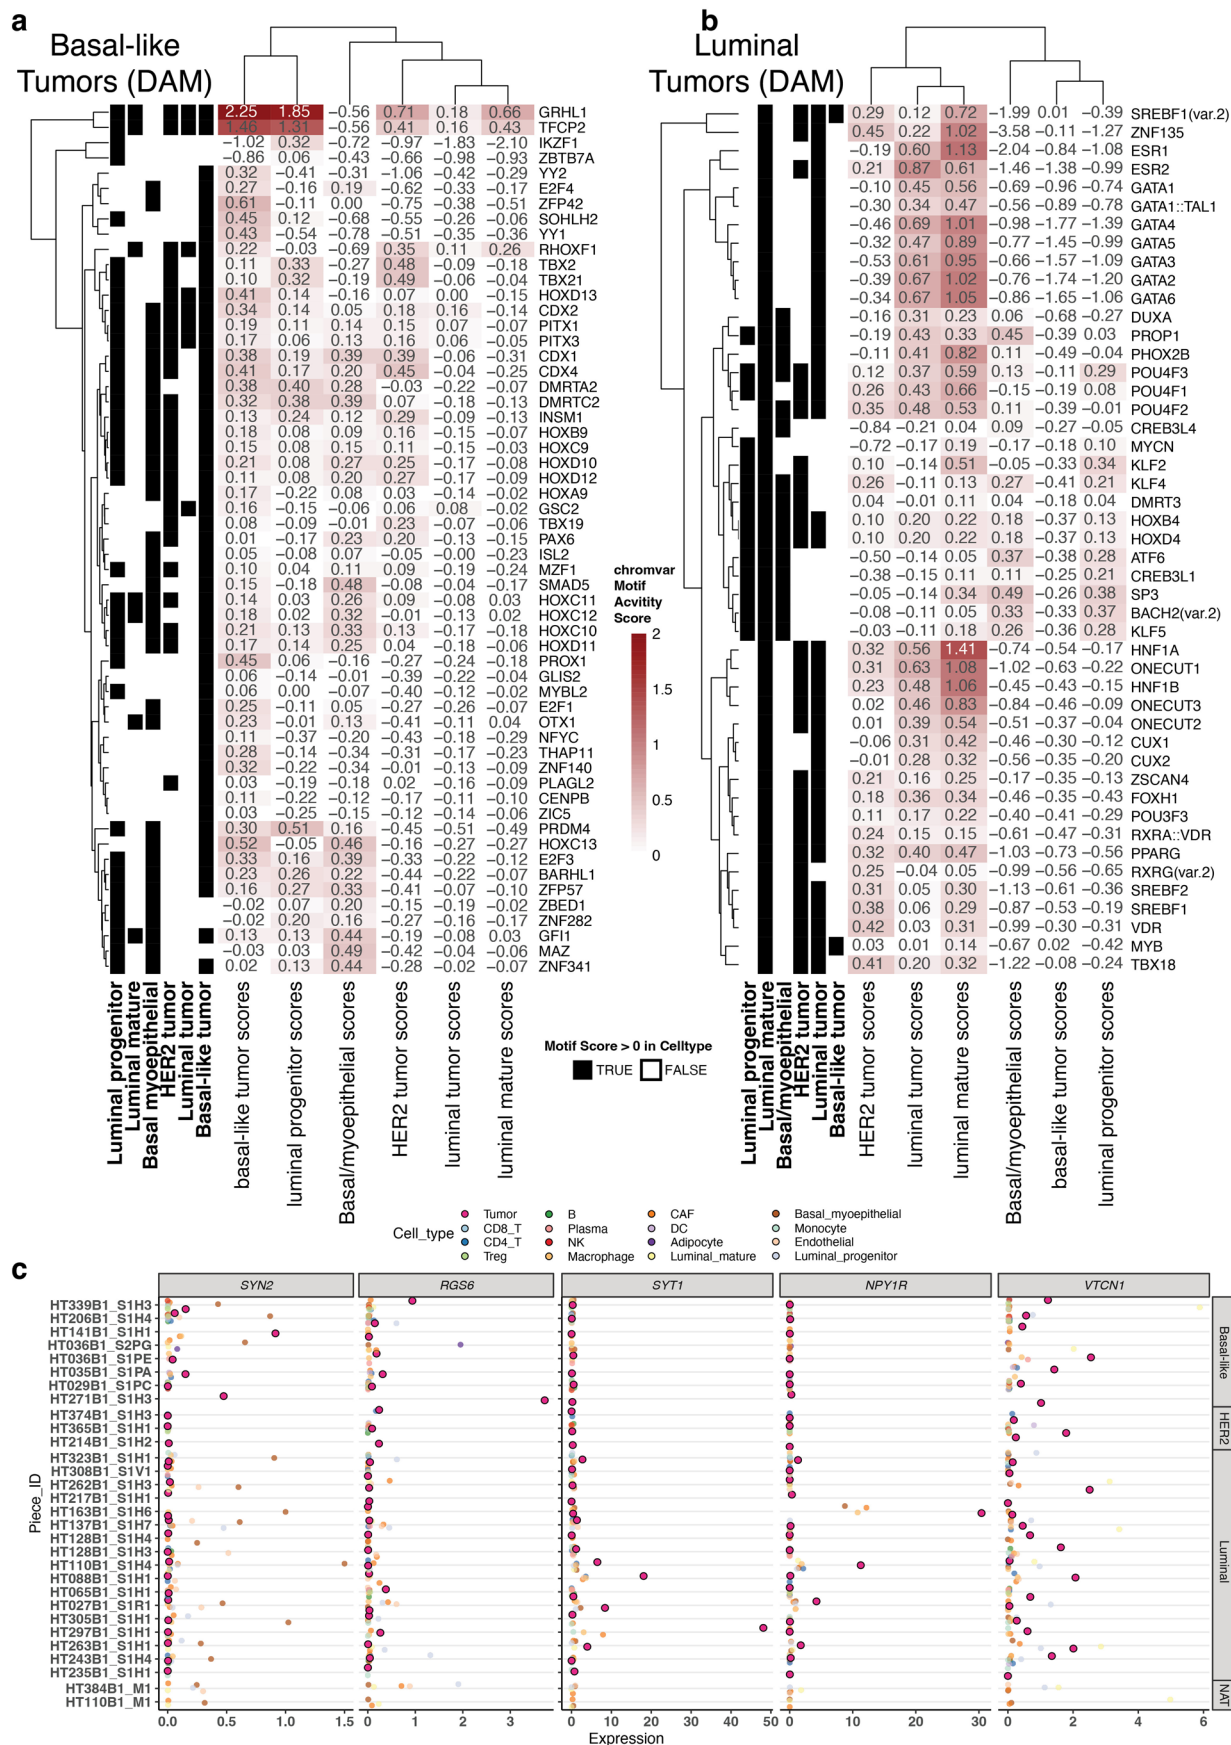 a
Basal-like
Tumors (DAM)
2.25 1.85 −0.56 0.71 0.18 0.66 GRHL1
1.46 1.31 −0.56 0.41 0.16 0.43 TFCP2
−1.02 0.32 −0.72 −0.97 −1.83 −2.10 IKZF1
−0.86 0.06 −0.43 −0.66 −0.98 −0.93 ZBTB7A
0.32 −0.41 −0.31 −1.06 −0.42 −0.29 YY2
0.27 −0.16 0.19 −0.62 −0.33 −0.17 E2F4
0.61 −0.11 0.00 −0.75 −0.38 −0.51 ZFP42
0.45 0.12 −0.68 −0.55 −0.26 −0.06 SOHLH2
0.43 −0.54 −0.78 −0.51 −0.35 −0.36 YY1
0.22 −0.03 −0.69 0.35 0.11 0.26 RHOXF1
0.11 0.33 −0.27 0.48 −0.09 −0.18 TBX2
0.10 0.32 −0.19 0.49 −0.06 −0.04 TBX21
0.41 0.14 −0.16 0.07 0.00 −0.15 HOXD13
0.34 0.14 0.05 0.18 0.16 −0.14 CDX2
0.19 0.11 0.14 0.15 0.07 −0.07 PITX1
0.17 0.06 0.13 0.16 0.06 −0.05 PITX3
0.38 0.19 0.39 0.39 −0.06 −0.31 CDX1
0.41 0.17 0.20 0.45 −0.04 −0.25 CDX4
0.38 0.40 0.28 −0.03 −0.22 −0.07 DMRTA2
0.32 0.38 0.39 0.07 −0.18 −0.13 DMRTC2
0.13 0.24 0.12 0.29 −0.09 −0.13 INSM1
0.18 0.08 0.09 0.16 −0.15 −0.07 HOXB9
0.15 0.08 0.08 0.11 −0.15 −0.03 HOXC9
0.21 0.08 0.27 0.25 −0.17 −0.08 HOXD10
0.11 0.08 0.20 0.27 −0.17 −0.09 HOXD12
0.17 −0.22 0.08 0.03 −0.14 −0.02 HOXA9
0.16 −0.15 −0.06 0.06 0.08 −0.02 GSC2
0.08 −0.09 −0.01 0.23 −0.07 −0.06 TBX19
0.01 −0.17 0.23 0.20 −0.13 −0.15 PAX6
0.05 −0.08 0.07 −0.05 −0.00 −0.23 ISL2
0.10 0.04 0.11 0.09 −0.19 −0.24 MZF1
0.15 −0.18 0.48 −0.08 −0.04 −0.17 SMAD5
0.14 0.03 0.26 0.09 −0.08 0.03 HOXC11
0.18 0.02 0.32 −0.01 −0.13 0.02 HOXC12
0.21 0.13 0.33 0.13 −0.17 −0.18 HOXC10
0.17 0.14 0.25 0.04 −0.18 −0.06 HOXD11
0.45 0.06 −0.16 −0.27 −0.24 −0.18 PROX1
0.06 −0.14 −0.01 −0.39 −0.22 −0.04 GLIS2
0.06 0.00 −0.07 −0.40 −0.12 −0.02 MYBL2
0.25 −0.11 0.05 −0.27 −0.26 −0.07 E2F1
0.23 −0.01 0.13 −0.41 −0.11 0.04 OTX1
0.11 −0.37 −0.20 −0.43 −0.18 −0.29 NFYC
0.28 −0.14 −0.34 −0.31 −0.17 −0.23 THAP11
0.32 −0.22 −0.34 −0.01 −0.13 −0.09 ZNF140
0.03 −0.19 −0.18 0.02 −0.16 −0.09 PLAGL2
0.11 −0.22 −0.12 −0.17 −0.11 −0.10 CENPB
0.03 −0.25 −0.15 −0.12 −0.14 −0.06 ZIC5
0.30 0.51 0.16 −0.45 −0.51 −0.49 PRDM4
0.52 −0.05 0.46 −0.16 −0.27 −0.27 HOXC13
0.33 0.16 0.39 −0.33 −0.22 −0.12 E2F3
0.23 0.26 0.22 −0.44 −0.22 −0.07 BARHL1
0.16 0.27 0.33 −0.41 −0.07 −0.10 ZFP57
−0.02 0.07 0.20 −0.15 −0.19 −0.02 ZBED1
−0.02 0.20 0.16 −0.27 −0.16 −0.17 ZNF282
0.13 0.13 0.44 −0.19 −0.08 0.03 GFI1
−0.03 0.03 0.49 −0.42 −0.04 −0.06 MAZ
0.02 0.13 0.44 −0.28 −0.02 −0.07 ZNF341
Luminal progenitor
Luminal mature
Basal myoepithelial
HER2 tumor
Luminal tumor
Basal-like tumor
basal-like tumor scores
luminal progenitor scores
Basal/myoepithelial scores
HER2 tumor scores
luminal tumor scores
luminal mature scores
chromvar
Motif
Acvitity
Score
2
1.5
1
0.5
0
Motif Score > 0 in Celltype
TRUE FALSE
b
Luminal
Tumors (DAM)
0.29 0.12 0.72 −1.99 0.01 −0.39 SREBF1(var.2)
0.45 0.22 1.02 −3.58 −0.11 −1.27 ZNF135
−0.19 0.60 1.13 −2.04 −0.84 −1.08 ESR1
0.21 0.87 0.61 −1.46 −1.38 −0.99 ESR2
−0.10 0.45 0.56 −0.69 −0.96 −0.74 GATA1
−0.30 0.34 0.47 −0.56 −0.89 −0.78 GATA1::TAL1
−0.46 0.69 1.01 −0.98 −1.77 −1.39 GATA4
−0.32 0.47 0.89 −0.77 −1.45 −0.99 GATA5
−0.53 0.61 0.95 −0.66 −1.57 −1.09 GATA3
−0.39 0.67 1.02 −0.76 −1.74 −1.20 GATA2
−0.34 0.67 1.05 −0.86 −1.65 −1.06 GATA6
−0.16 0.31 0.23 0.06 −0.68 −0.27 DUXA
−0.19 0.43 0.33 0.45 −0.39 0.03 PROP1
−0.11 0.41 0.82 0.11 −0.49 −0.04 PHOX2B
0.12 0.37 0.59 0.13 −0.11 0.29 POU4F3
0.26 0.43 0.66 −0.15 −0.19 0.08 POU4F1
0.35 0.48 0.53 0.11 −0.39 −0.01 POU4F2
−0.84 −0.21 0.04 0.09 −0.27 −0.05 CREB3L4
−0.72 −0.17 0.19 −0.17 −0.18 0.10 MYCN
0.10 −0.14 0.51 −0.05 −0.33 0.34 KLF2
0.26 −0.11 0.13 0.27 −0.41 0.21 KLF4
0.04 −0.01 0.11 0.04 −0.18 0.04 DMRT3
0.10 0.20 0.22 0.18 −0.37 0.13 HOXB4
0.10 0.20 0.22 0.18 −0.37 0.13 HOXD4
−0.50 −0.14 0.05 0.37 −0.38 0.28 ATF6
−0.38 −0.15 0.11 0.11 −0.25 0.21 CREB3L1
−0.05 −0.14 0.34 0.49 −0.26 0.38 SP3
−0.08 −0.11 0.05 0.33 −0.33 0.37 BACH2(var.2)
−0.03 −0.11 0.18 0.26 −0.36 0.28 KLF5
0.32 0.56 1.41 −0.74 −0.54 −0.17 HNF1A
0.31 0.63 1.08 −1.02 −0.63 −0.22 ONECUT1
0.23 0.48 1.06 −0.45 −0.43 −0.15 HNF1B
0.02 0.46 0.83 −0.84 −0.46 −0.09 ONECUT3
0.01 0.39 0.54 −0.51 −0.37 −0.04 ONECUT2
−0.06 0.31 0.42 −0.46 −0.30 −0.12 CUX1
−0.01 0.28 0.32 −0.56 −0.35 −0.20 CUX2
0.21 0.16 0.25 −0.17 −0.35 −0.13 ZSCAN4
0.18 0.36 0.34 −0.46 −0.35 −0.43 FOXH1
0.11 0.17 0.22 −0.40 −0.41 −0.29 POU3F3
0.24 0.15 0.15 −0.61 −0.47 −0.31 RXRA::VDR
0.32 0.40 0.47 −1.03 −0.73 −0.56 PPARG
0.25 −0.04 0.05 −0.99 −0.56 −0.65 RXRG(var.2)
0.31 0.05 0.30 −1.13 −0.61 −0.36 SREBF2
0.38 0.06 0.29 −0.87 −0.53 −0.19 SREBF1
0.42 0.03 0.31 −0.99 −0.30 −0.31 VDR
0.03 0.01 0.14 −0.67 0.02 −0.42 MYB
0.41 0.20 0.32 −1.22 −0.08 −0.24 TBX18
Luminal progenitor
Luminal mature
Basal/myoepithelial
HER2 tumor
Luminal tumor
Basal-like tumor
HER2 tumor scores
luminal tumor scores
luminal mature scores
Basal/myoepithelial scores
basal-like tumor scores
luminal progenitor scores
Cell_type
Tumor B CAF Basal_myoepithelial
CD8_T Plasma DC Monocyte
CD4_T NK Adipocyte Endothelial
Treg Macrophage Luminal_mature Luminal_progenitor
c
SYN2 RGS6 SYT1 NPY1R VTCN1
Piece_ID
HT339B1_S1H3
HT206B1_S1H4
HT141B1_S1H1
HT036B1_S2PG
HT036B1_S1PE
HT035B1_S1PA
HT029B1_S1PC
HT271B1_S1H3
HT374B1_S1H3
HT365B1_S1H1
HT214B1_S1H2
HT323B1_S1H1
HT308B1_S1V1
HT262B1_S1H3
HT217B1_S1H1
HT163B1_S1H6
HT137B1_S1H7
HT128B1_S1H4
HT128B1_S1H3
HT110B1_S1H4
HT088B1_S1H1
HT065B1_S1H1
HT027B1_S1R1
HT305B1_S1H1
HT297B1_S1H1
HT263B1_S1H1
HT243B1_S1H4
HT235B1_S1H1
HT384B1_M1
HT110B1_M1
Basal-like
HER2
Luminal
NAT
0.0 0.5 1.0 1.5 0 1 2 3 0 10 20 30 40 50 0 10 20 30 0 2 4 6
Expression